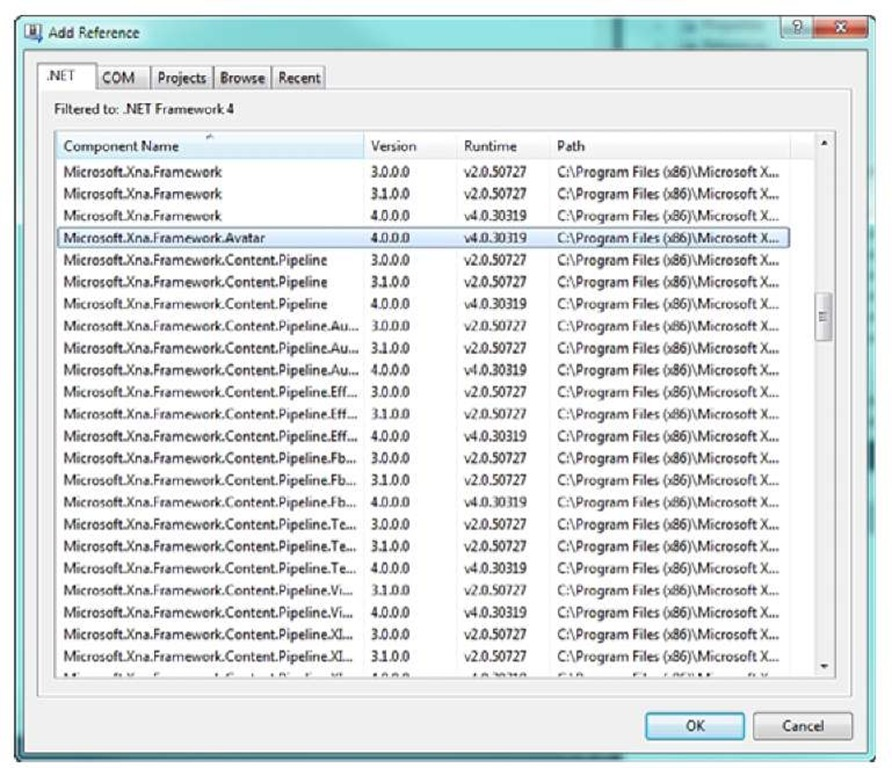 Add Reference
.NET COM Projects Browse Recent
Filtered to: .NET Framework 4
Component Name Version Runtime Path
Microsoft.Xna.Framework 3.0.0.0 v2.0.50727 C:\Program Files (x86)\Microsoft X...
Microsoft.Xna.Framework 3.1.0.0 v2.0.50727 C:\Program Files (x86)\Microsoft X...
Microsoft.Xna.Framework 4.0.0.0 v4.0.30319 C:\Program Files (x86)\Microsoft X...
Microsoft.Xna.Framework.Avatar 4.0.0.0 v4.0.30319 C:\Program Files (x86)\Microsoft X...
Microsoft.Xna.Framework.Content.Pipeline 3.0.0.0 v2.0.50727 C:\Program Files (x86)\Microsoft X...
Microsoft.Xna.Framework.Content.Pipeline 3.1.0.0 v2.0.50727 C:\Program Files (x86)\Microsoft X...
Microsoft.Xna.Framework.Content.Pipeline 4.0.0.0 v4.0.30319 C:\Program Files (x86)\Microsoft X...
Microsoft.Xna.Framework.Content.Pipeline.Au... 3.0.0.0 v2.0.50727 C:\Program Files (x86)\Microsoft X...
Microsoft.Xna.Framework.Content.Pipeline.Au... 3.1.0.0 v2.0.50727 C:\Program Files (x86)\Microsoft X...
Microsoft.Xna.Framework.Content.Pipeline.Au... 4.0.0.0 v4.0.30319 C:\Program Files (x86)\Microsoft X...
Microsoft.Xna.Framework.Content.Pipeline.Eff... 3.0.0.0 v2.0.50727 C:\Program Files (x86)\Microsoft X...
Microsoft.Xna.Framework.Content.Pipeline.Eff... 3.1.0.0 v2.0.50727 C:\Program Files (x86)\Microsoft X...
Microsoft.Xna.Framework.Content.Pipeline.Eff... 4.0.0.0 v4.0.30319 C:\Program Files (x86)\Microsoft X...
Microsoft.Xna.Framework.Content.Pipeline.Fb... 3.0.0.0 v2.0.50727 C:\Program Files (x86)\Microsoft X...
Microsoft.Xna.Framework.Content.Pipeline.Fb... 3.1.0.0 v2.0.50727 C:\Program Files (x86)\Microsoft X...
Microsoft.Xna.Framework.Content.Pipeline.Fb... 4.0.0.0 v4.0.30319 C:\Program Files (x86)\Microsoft X...
Microsoft.Xna.Framework.Content.Pipeline.Te... 3.0.0.0 v2.0.50727 C:\Program Files (x86)\Microsoft X...
Microsoft.Xna.Framework.Content.Pipeline.Te... 3.1.0.0 v2.0.50727 C:\Program Files (x86)\Microsoft X...
Microsoft.Xna.Framework.Content.Pipeline.Te... 4.0.0.0 v4.0.30319 C:\Program Files (x86)\Microsoft X...
Microsoft.Xna.Framework.Content.Pipeline.Vi... 3.1.0.0 v2.0.50727 C:\Program Files (x86)\Microsoft X...
Microsoft.Xna.Framework.Content.Pipeline.Vi... 4.0.0.0 v4.0.30319 C:\Program Files (x86)\Microsoft X...
Microsoft.Xna.Framework.Content.Pipeline.XI... 3.0.0.0 v2.0.50727 C:\Program Files (x86)\Microsoft X...
Microsoft.Xna.Framework.Content.Pipeline.XI... 3.1.0.0 v2.0.50727 C:\Program Files (x86)\Microsoft X...
OK Cancel